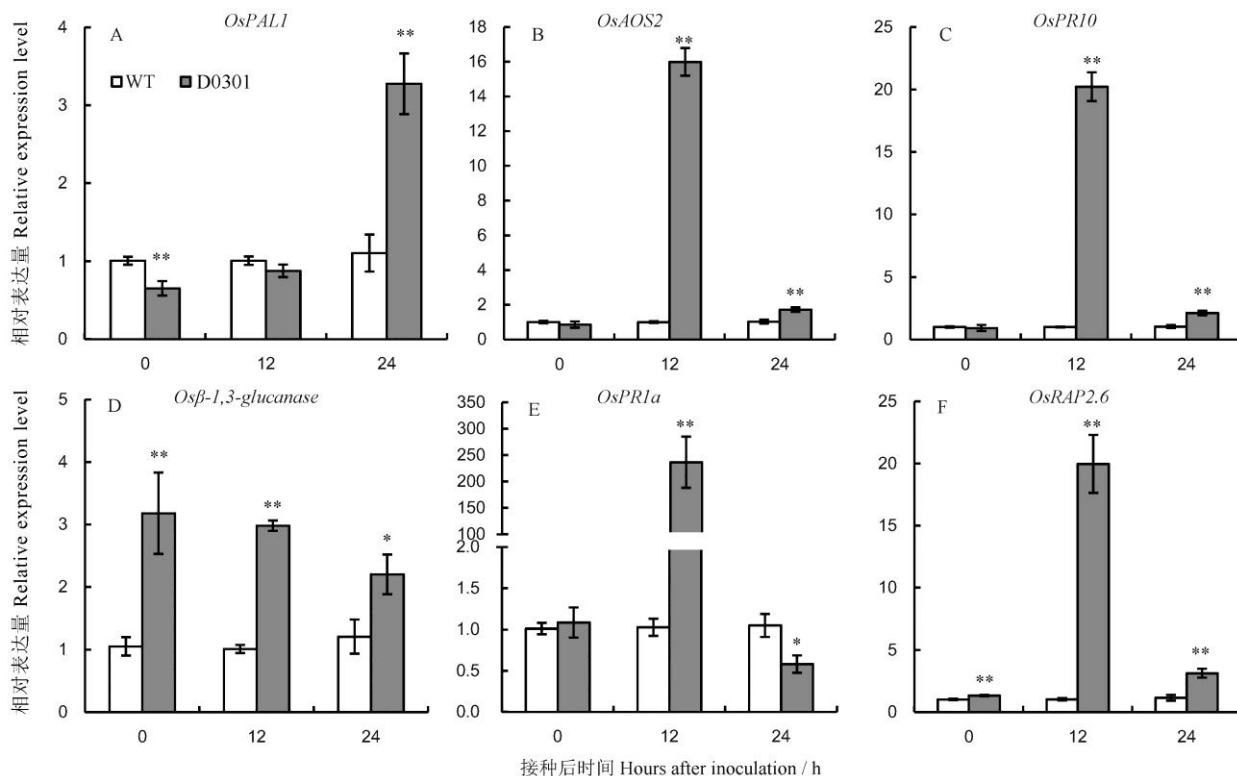 OsPAL1
A
WT D0301
**
**
4
3
2
1
0
0 12 24
相对表达量 Relative expression level
OsAOS2
B
**
**
18
16
14
12
10
8
6
4
2
0
0 12 24
OsPR10
C
**
**
25
20
15
10
5
0
0 12 24
Osβ-1,3-glucanase
D
**
**
*
5
4
3
2
1
0
0 12 24
相对表达量 Relative expression level
OsPR1a
E
**
*
350
300
250
200
150
100
2.0
1.5
1.0
0.5
0.0
0 12 24
OsRAP2.6
F
**
**
**
25
20
15
10
5
0
0 12 24
接种后时间 Hours after inoculation / h